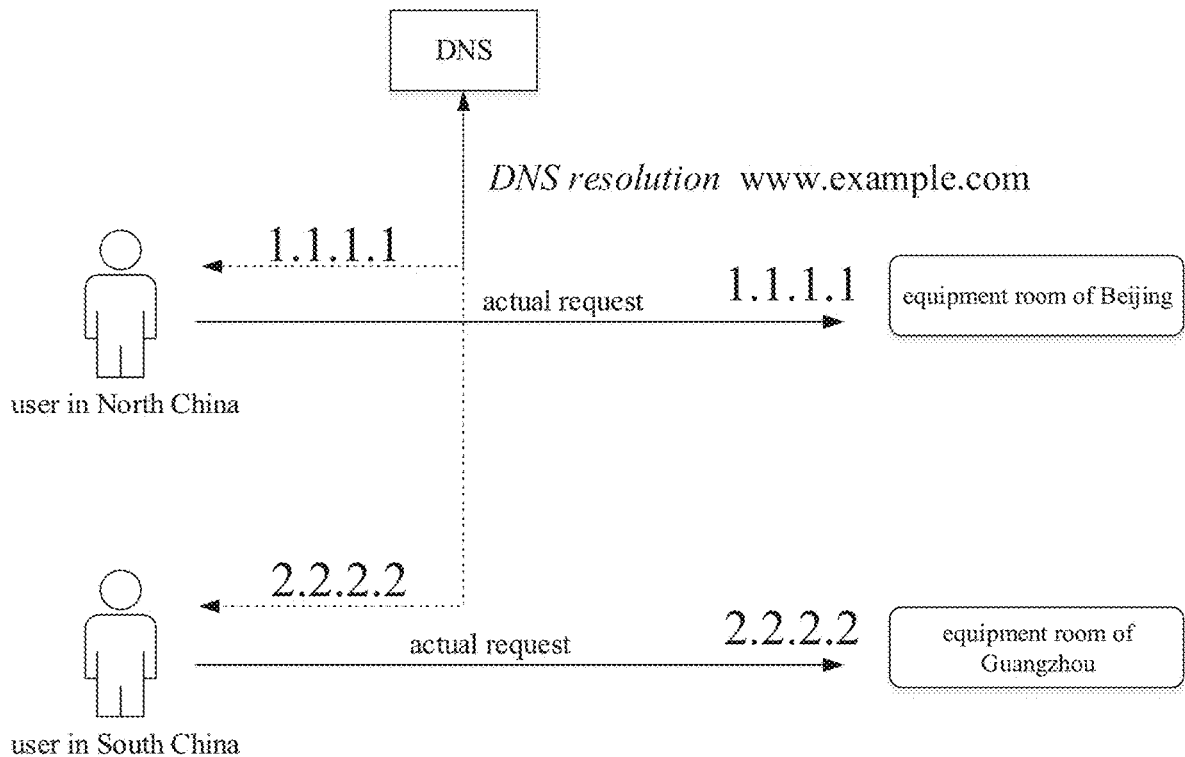 DNS
DNS resolution www.example.com
1.1.1.1
actual request
1.1.1.1
equipment room of Beijing
user in North China
2.2.2.2
actual request
2.2.2.2
equipment room of
Guangzhou
user in South China